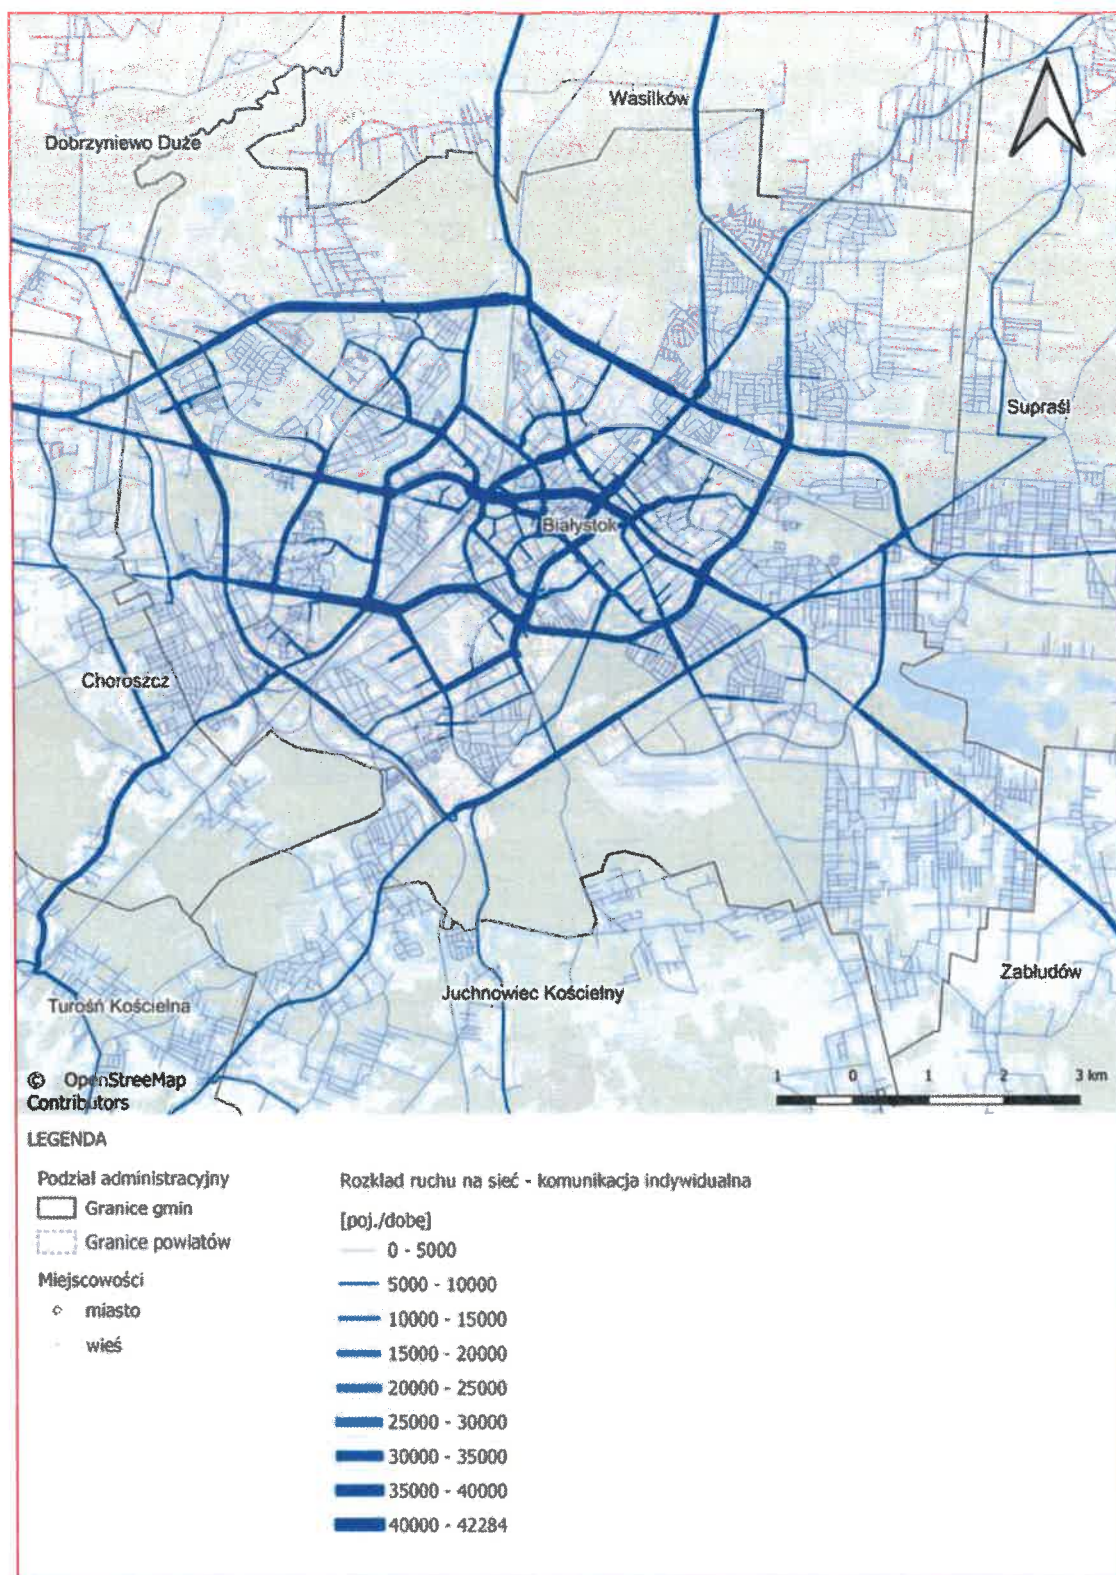 Wasilków
Dobrzyniewo Duże
Supraśl
Białystok
Choroszcz
Zabłudów
Juchnowiec Kościelny
Turośń Kościelna
© OpenStreeMap
Contributors
1 0 1 2 3 km
LEGENDA
Podział administracyjny
Granice gmin
Granice powiatów
Miejscowości
miasto
wieś
Rozkład ruchu na sieć - komunikacja indywidualna
[poj./dobę]
0 - 5000
5000 - 10000
10000 - 15000
15000 - 20000
20000 - 25000
25000 - 30000
30000 - 35000
35000 - 40000
40000 - 42284